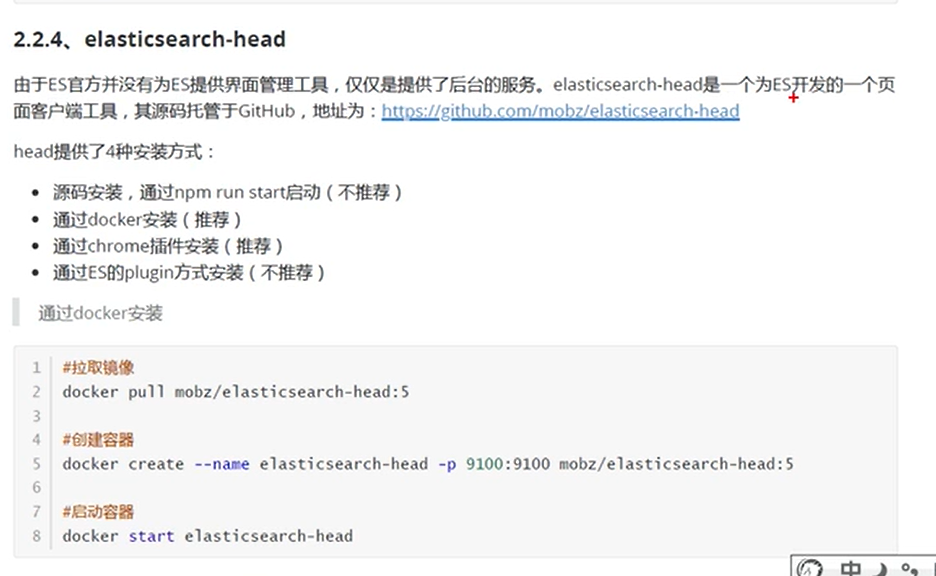 2.2.4、elasticsearch-head
由于ES官方并没有为ES提供界面管理工具，仅仅是提供了后台的服务。elasticsearch-head是一个为ES开发的一个页
面客户端工具，其源码托管于GitHub，地址为：https://github.com/mobz/elasticsearch-head
head提供了4种安装方式：
源码安装，通过npm run start启动（不推荐）
通过docker安装（推荐）
通过chrome插件安装（推荐）
通过ES的plugin方式安装（不推荐）
通过docker安装
1 #拉取镜像
2 docker pull mobz/elasticsearch-head:5
3
4 #创建容器
5 docker create --name elasticsearch-head -p 9100:9100 mobz/elasticsearch-head:5
6
7 #启动容器
8 docker start elasticsearch-head
中